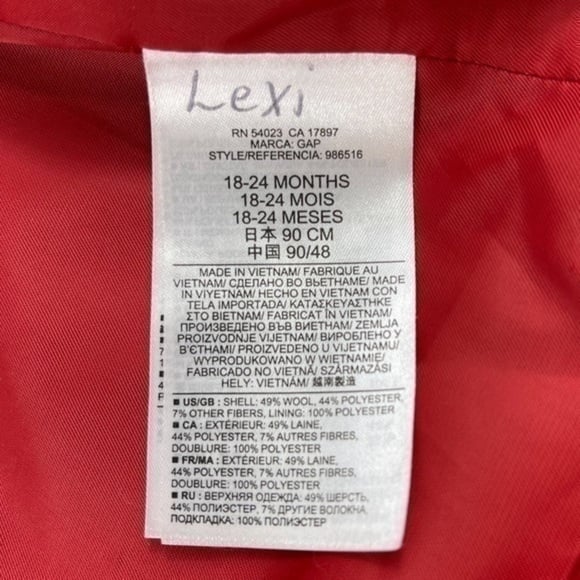 Lexi
RN 54023 CA 17897
MARCA: GAP
STYLE/REFERENCIA: 986516
18-24 MONTHS
18-24 MOIS
18-24 MESES
日本 90 CM
中国 90/48
MADE IN VIETNAM/ FABRIQUE AU
VIETNAM/ СДЕЛАНО ВО ВЬЕТНАМЕ/ MADE
IN VIYETNAM/ HECHO EN VIETNAM CON
TELA IMPORTADA/ ΚΑΤΑΣΚΕΥΑΣΤΗΚΕ
ΣΤΟ ΒΙΕΤΝΑΜ/ FABRICAT ÎN VIETNAM/
ПРОИЗВЕДЕНО ВЪВ ВИЕТНАМ/ ZEMLJA
PROIZVODNJE VIJETNAM/ ВИРОБЛЕНО У
В'ЄТНАМІ/ PROIZVEDENO U VIJETNAMU/
WYPRODUKOWANO W WIETNAMIE/
FABRICADO NO VIETNÃ/ SZÁRMAZÁSI
HELY: VIETNÁM/ 越南製造
■ US/GB : SHELL: 49% WOOL, 44% POLYESTER,
7% OTHER FIBERS, LINING: 100% POLYESTER
■ CA : EXTÉRIEUR: 49% LAINE,
44% POLYESTER, 7% AUTRES FIBRES,
DOUBLURE: 100% POLYESTER
■ FR/MA : EXTÉRIEUR: 49% LAINE,
44% POLYESTER, 7% AUTRES FIBRES,
DOUBLURE: 100% POLYESTER
■ RU : ВЕРХНЯЯ ОДЕЖДА: 49% ШЕРСТЬ,
44% ПОЛИЭСТЕР, 7% ДРУГИЕ ВОЛОКНА,
ПОДКЛАДКА: 100% ПОЛИЭСТЕР